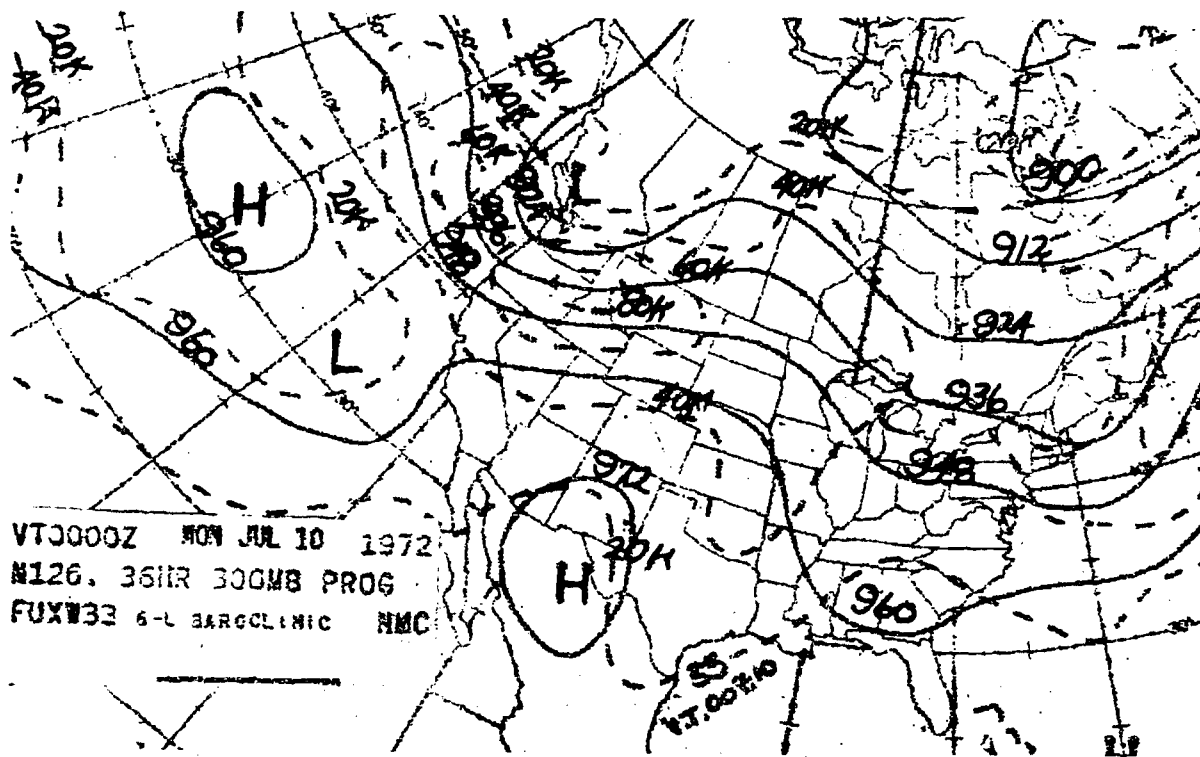 20K
40K
20K
40K
60K
80K
L
20K
H
960
20K
40K
900
912
60K
80K
924
960
L
936
948
40K
972
20K
H
960
VT0000Z MON JUL 10 1972
N126. 36HR 300MB PROG
FUXW33 6-L BAROCLINIC NMC